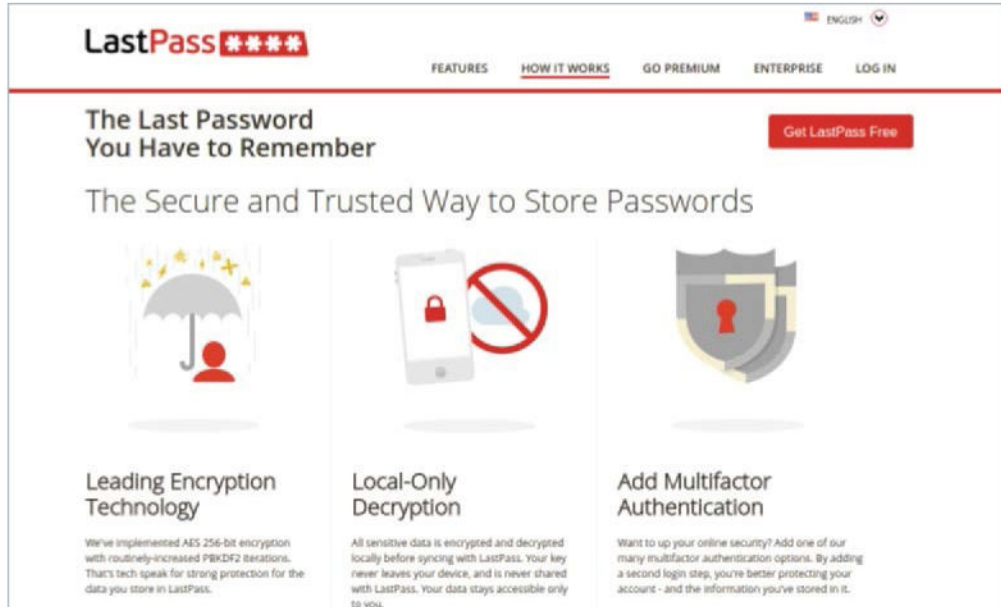 ENGLISH
LastPass ****
FEATURES HOW IT WORKS GO PREMIUM ENTERPRISE LOG IN
The Last Password
You Have to Remember
Get LastPass Free
The Secure and Trusted Way to Store Passwords
Leading Encryption
Technology
We've implemented AES 256-bit encryption
with routinely-increased PBKDF2 iterations.
That's tech speak for strong protection for the
data you store in LastPass.
Local-Only
Decryption
All sensitive data is encrypted and decrypted
locally before syncing with LastPass. Your key
never leaves your device, and is never shared
with LastPass. Your data stays accessible only
to you.
Add Multifactor
Authentication
Want to up your online security? Add one of our
many multifactor authentication options. By adding
a second login step, you're better protecting your
account - and the information you've stored in it.